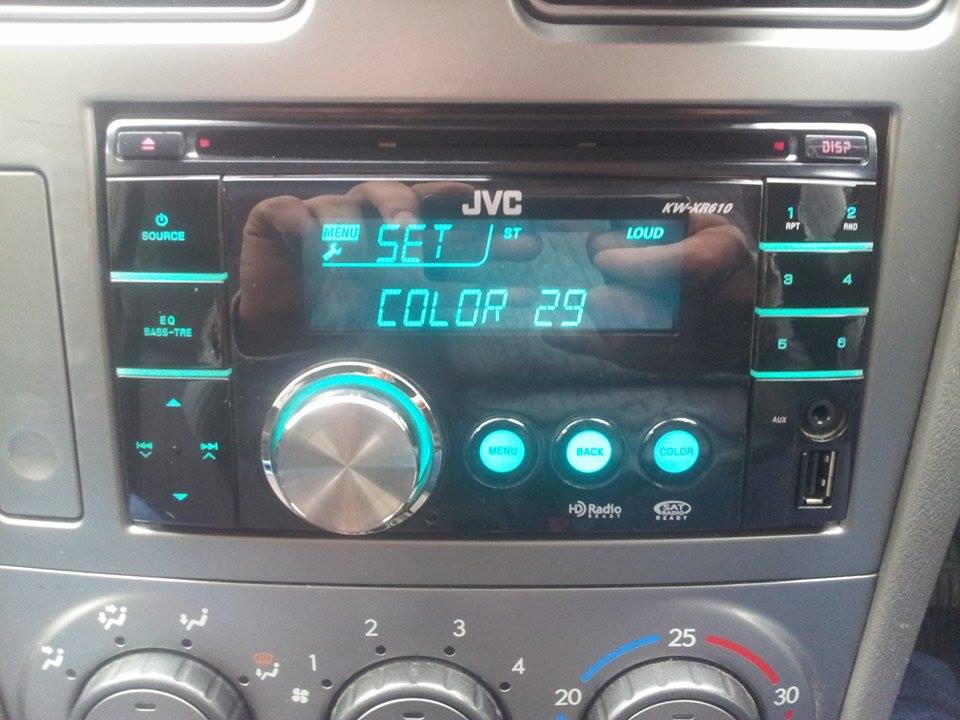 DISP
JVC
KW-XR610
SOURCE
MENU SET ST LOUD
COLOR 29
1 2
RPT RND
3 4
5 6
EQ
BASS-TRE
MENU BACK COLOR
AUX
HD Radio
READY
SAT
RADIO
READY
1 2 3 4
20 25 30